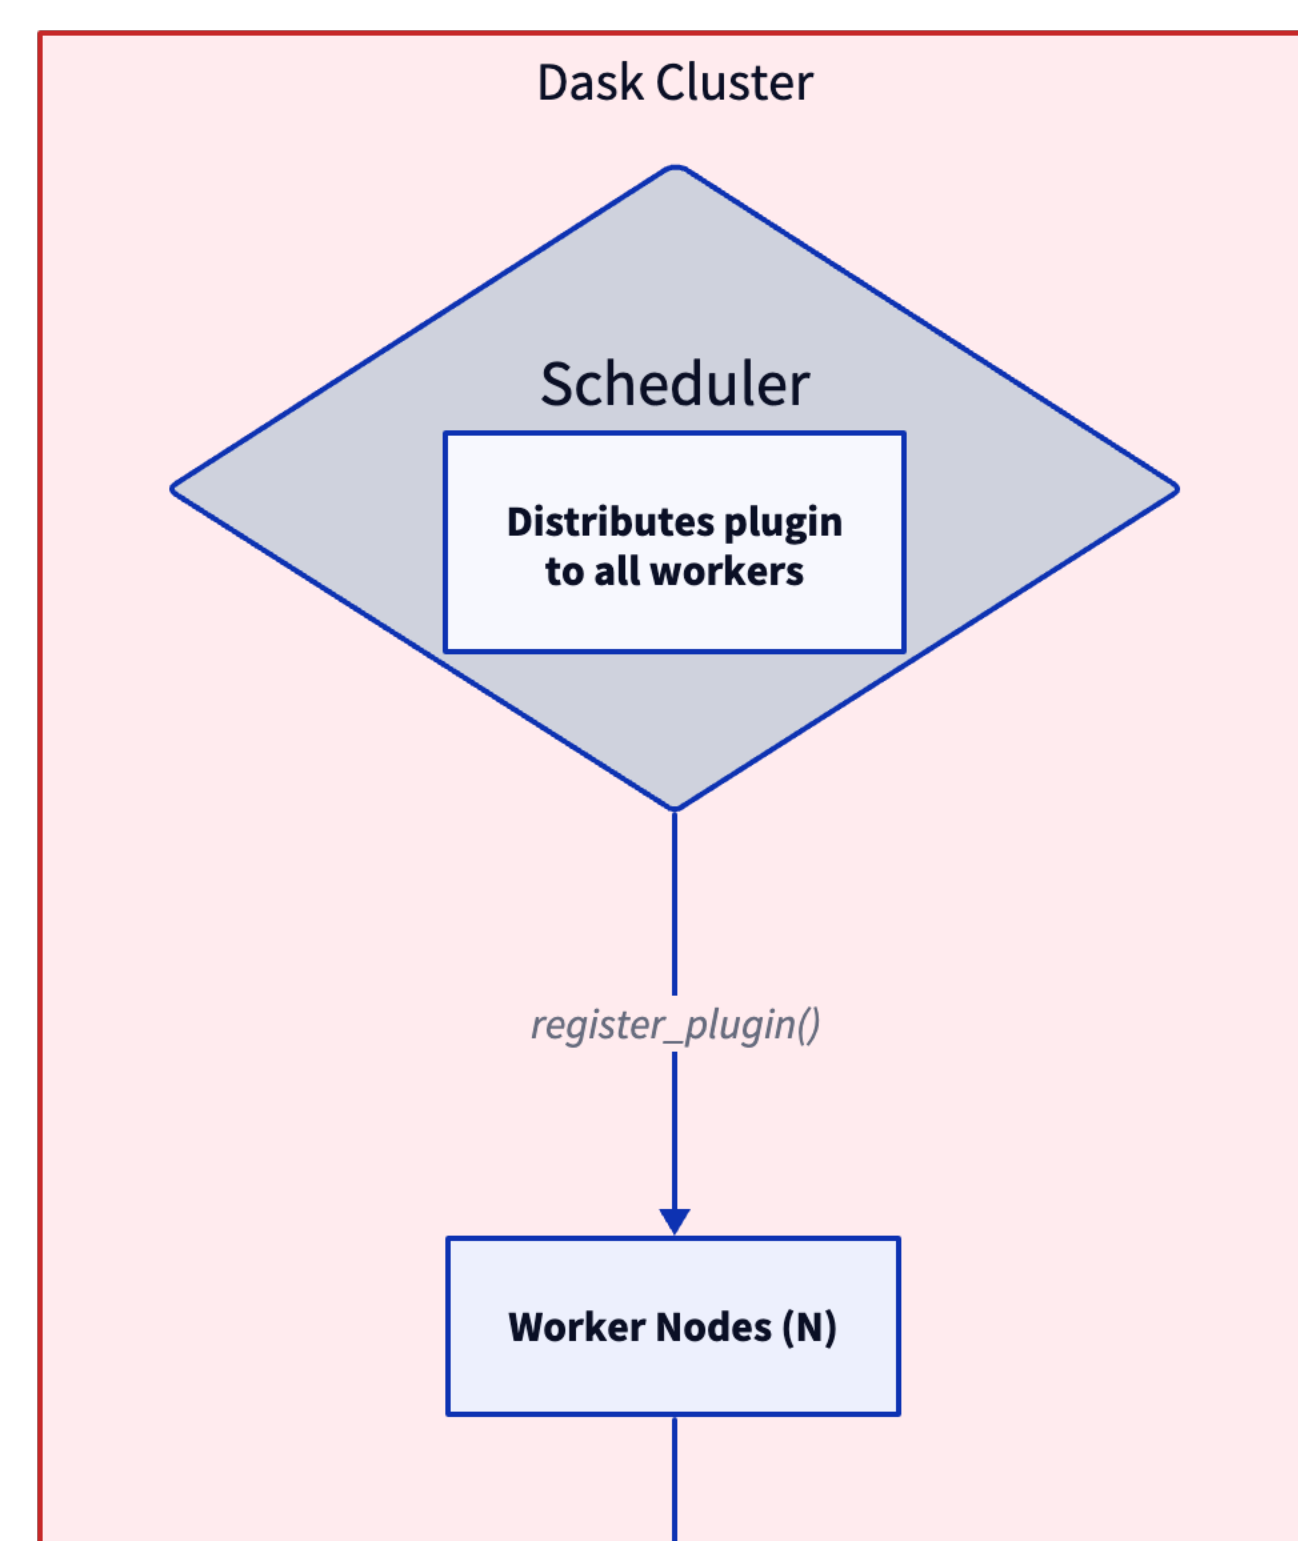 Dask Cluster
Scheduler
Distributes plugin
to all workers
register_plugin()
Worker Nodes (N)